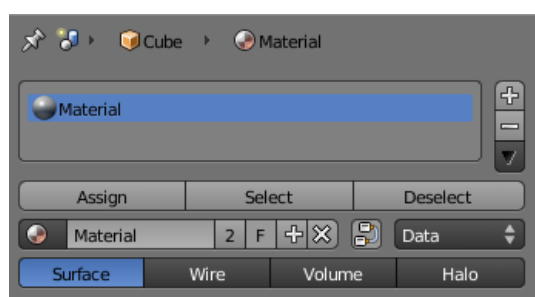 Cube Material
Material
Assign Select Deselect
Material 2 F Data
Surface Wire Volume Halo